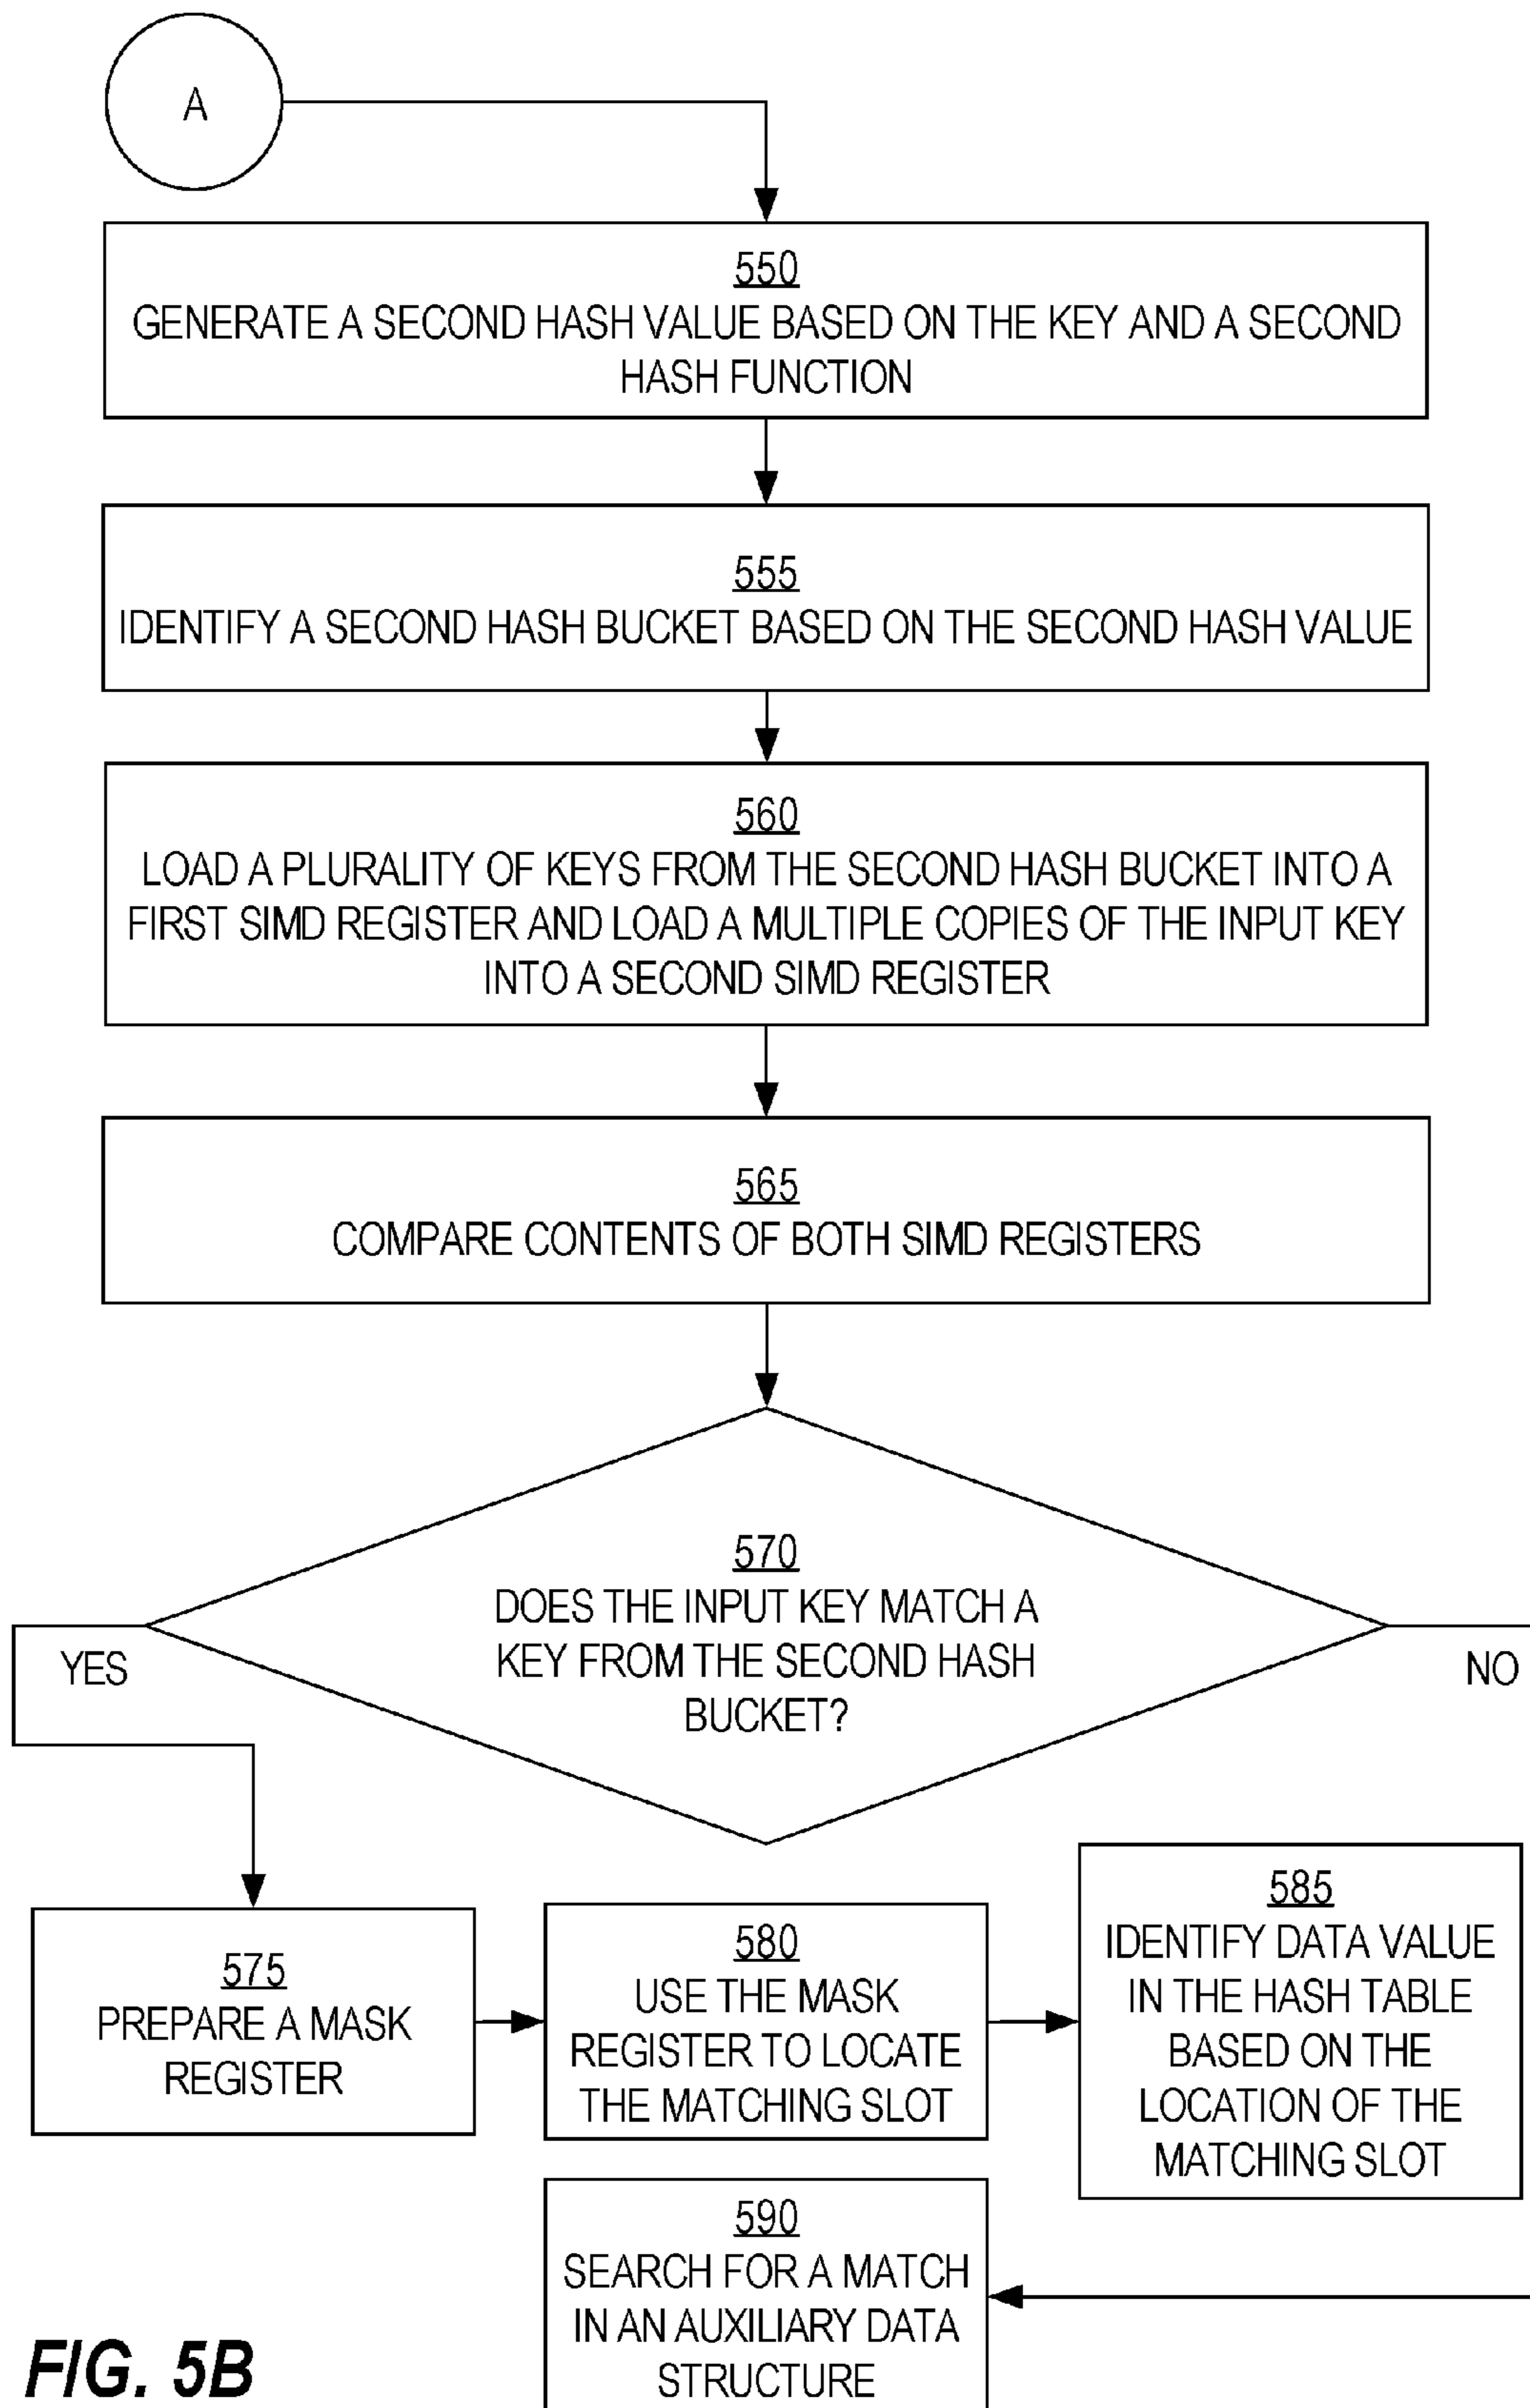 A
550
GENERATE A SECOND HASH VALUE BASED ON THE KEY AND A SECOND
HASH FUNCTION
555
IDENTIFY A SECOND HASH BUCKET BASED ON THE SECOND HASH VALUE
560
LOAD A PLURALITY OF KEYS FROM THE SECOND HASH BUCKET INTO A
FIRST SIMD REGISTER AND LOAD A MULTIPLE COPIES OF THE INPUT KEY
INTO A SECOND SIMD REGISTER
565
COMPARE CONTENTS OF BOTH SIMD REGISTERS
570
DOES THE INPUT KEY MATCH A
KEY FROM THE SECOND HASH
BUCKET?
YES
NO
575
PREPARE A MASK
REGISTER
580
USE THE MASK
REGISTER TO LOCATE
THE MATCHING SLOT
585
IDENTIFY DATA VALUE
IN THE HASH TABLE
BASED ON THE
LOCATION OF THE
MATCHING SLOT
590
SEARCH FOR A MATCH
IN AN AUXILIARY DATA
STRUCTURE
FIG. 5B